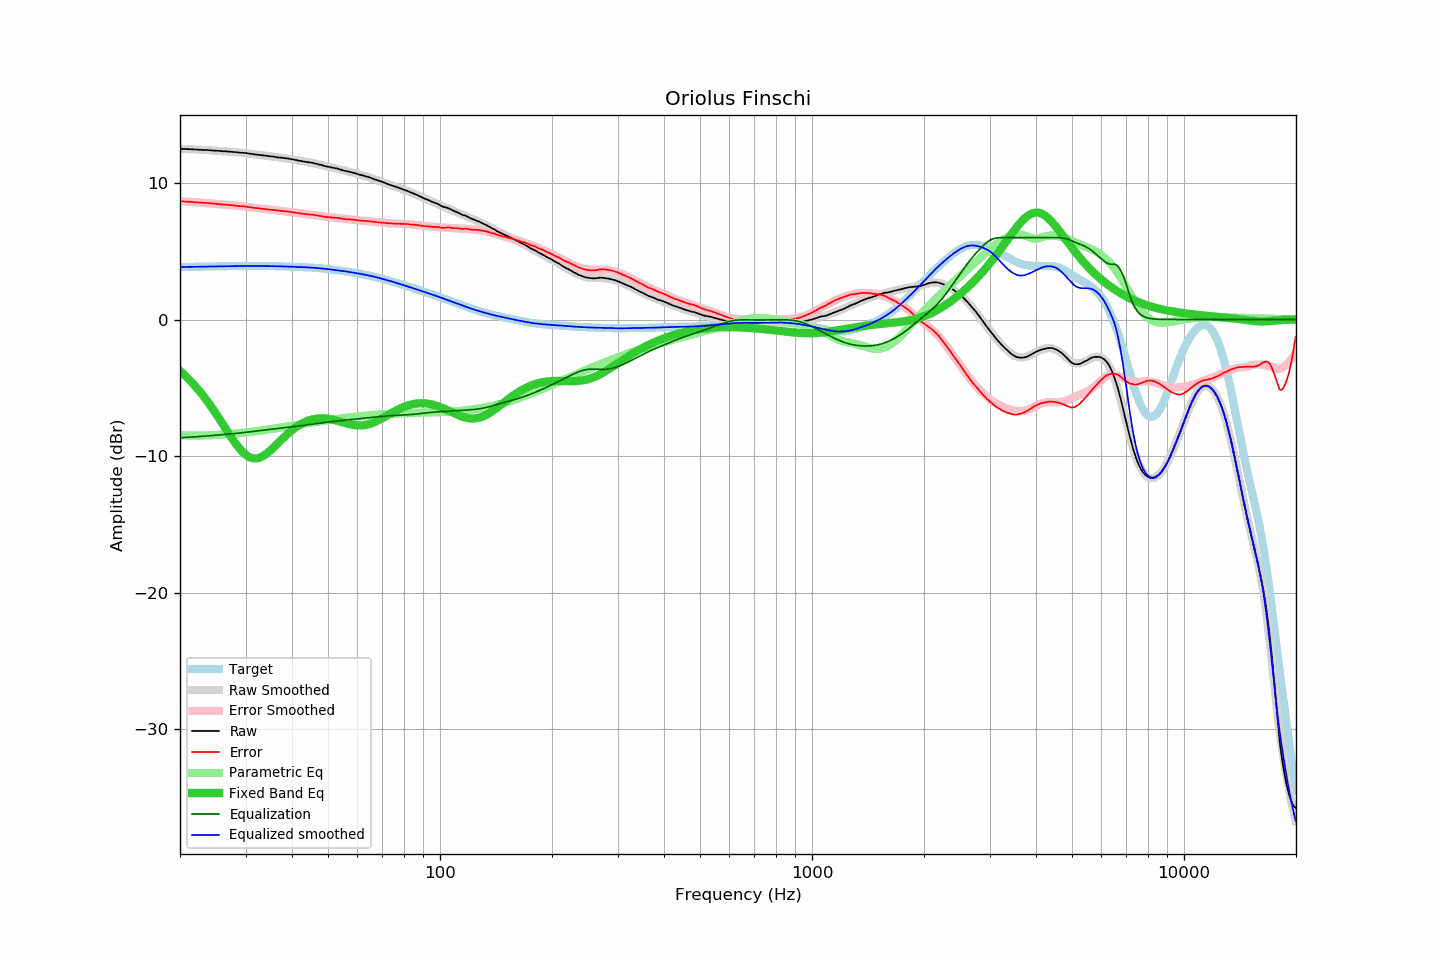 Oriolus Finschi
Amplitude (dBr)
10
0
−10
−20
−30
Target
Raw Smoothed
Error Smoothed
Raw
Error
Parametric Eq
Fixed Band Eq
Equalization
Equalized smoothed
100
1000
10000
Frequency (Hz)